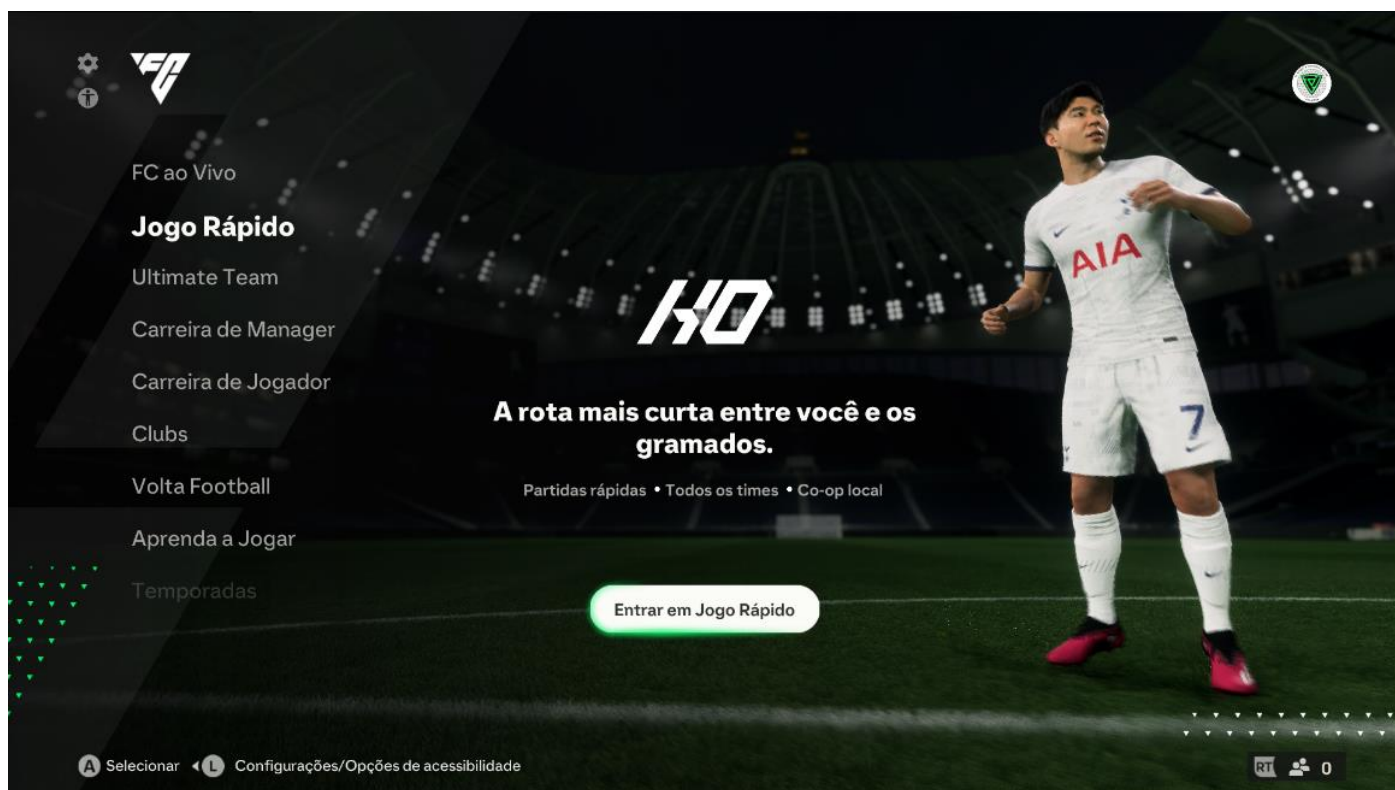 FC
FC ao Vivo
Jogo Rápido
Ultimate Team
Carreira de Manager
Carreira de Jogador
Clubs
Volta Football
Aprenda a Jogar
Temporadas
KO
A rota mais curta entre você e os
gramados.
Partidas rápidas • Todos os times • Co-op local
Entrar em Jogo Rápido
AIA
7
A Selecionar L Configurações/Opções de acessibilidade
RT 0